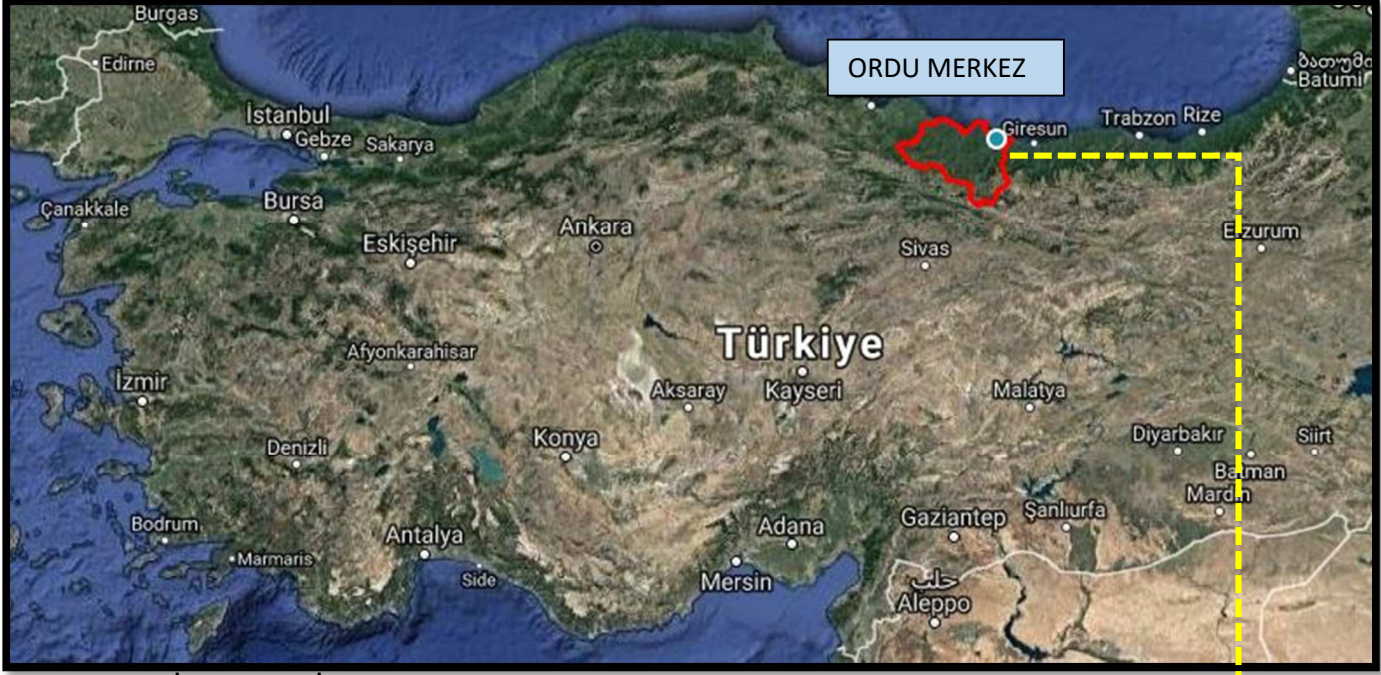 Burgas
Edirne
ORDU MERKEZ
ბათუმი
Batumi
İstanbul
Gebze
Sakarya
Giresun
Trabzon
Rize
Çanakkale
Bursa
Eskişehir
Ankara
Sivas
Erzurum
Türkiye
Afyonkarahisar
İzmir
Aksaray
Kayseri
Malatya
Denizli
Konya
Diyarbakır
Siirt
Batman
Mardin
Bodrum
Marmaris
Antalya
Side
Adana
Mersin
Gaziantep
Şanlıurfa
حلب
Aleppo